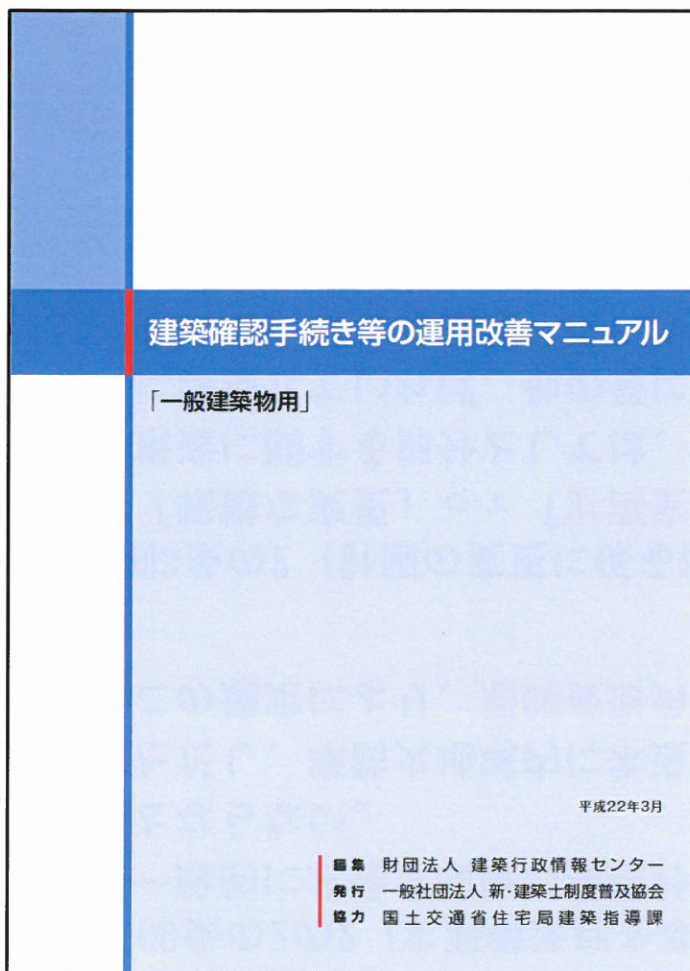 建築確認手続き等の運用改善マニュアル
「一般建築物用」
平成22年3月
編集 財団法人 建築行政情報センター
発行 一般社団法人 新・建築士制度普及協会
協力 国土交通省住宅局建築指導課